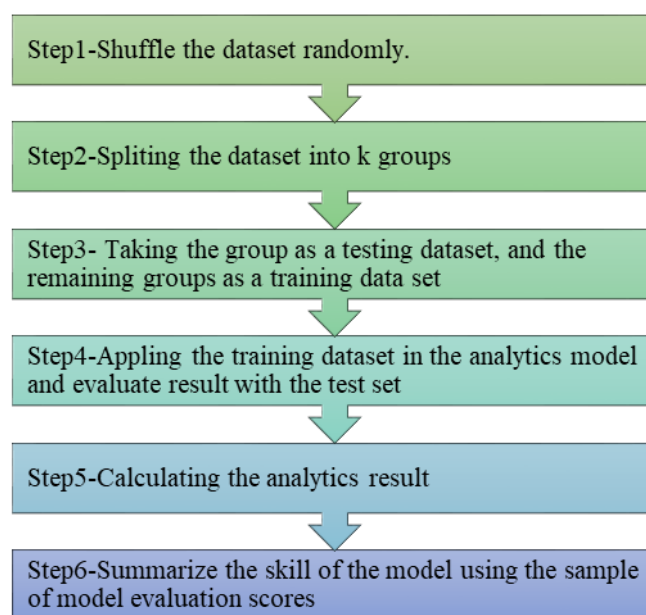 Step1-Shuffle the dataset randomly.
Step2-Spliting the dataset into k groups
Step3- Taking the group as a testing dataset, and the
remaining groups as a training data set
Step4-Appling the training dataset in the analytics model
and evaluate result with the test set
Step5-Calculating the analytics result
Step6-Summarize the skill of the model using the sample
of model evaluation scores